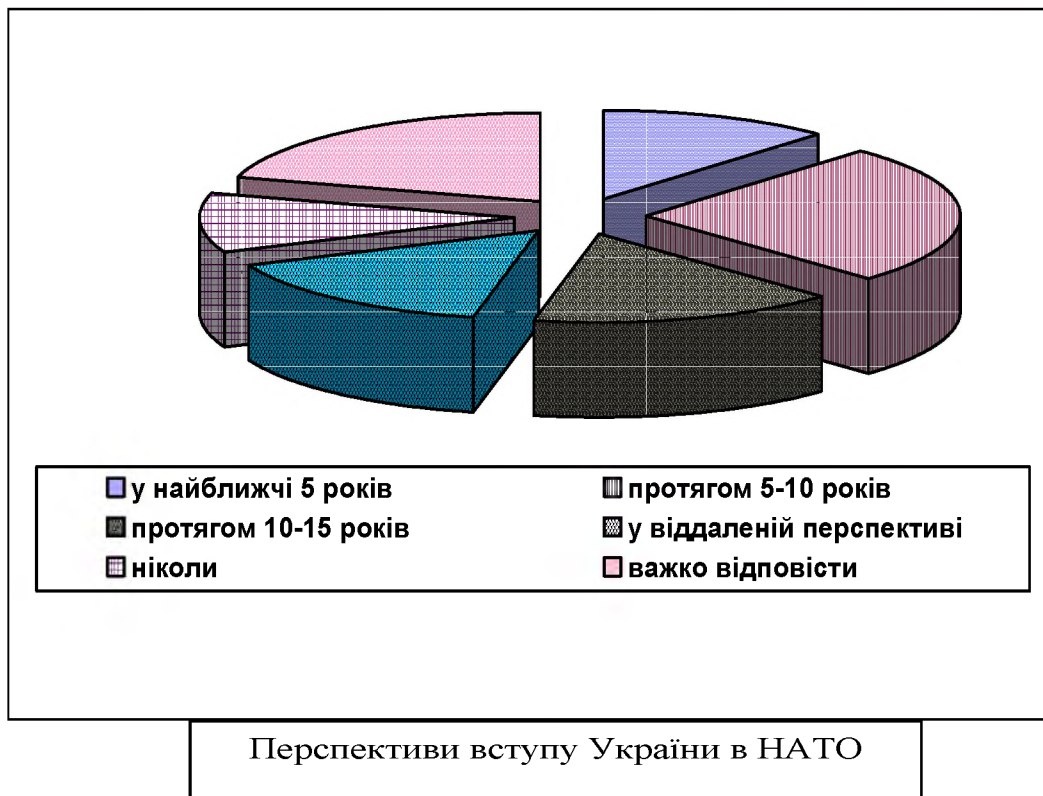 у найближчі 5 років
протягом 5-10 років
протягом 10-15 років
у віддаленій перспективі
ніколи
важко відповісти
Перспективи вступу України в НАТО